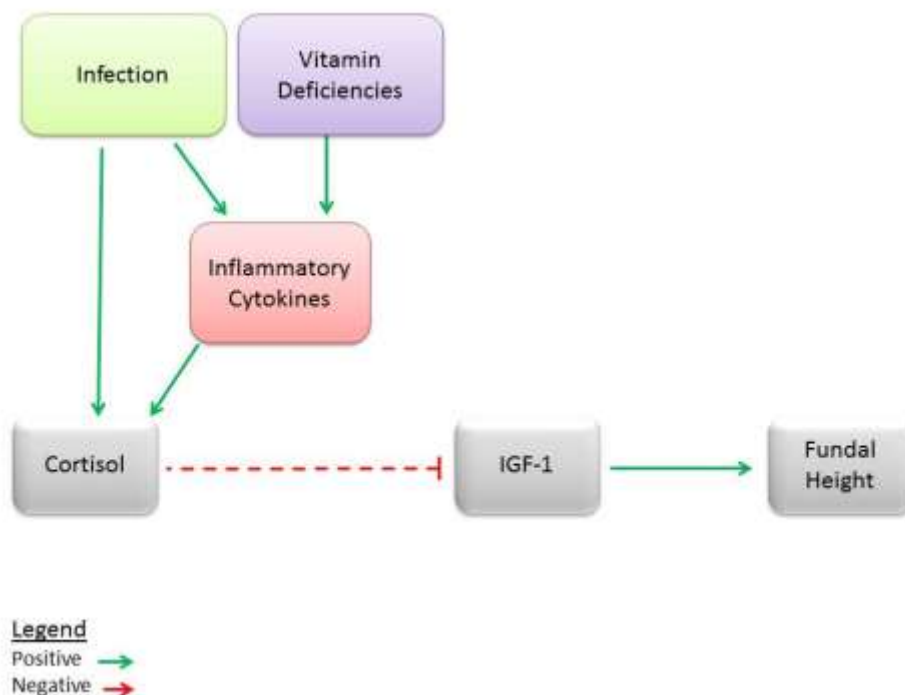 Infection
Vitamin
Deficiencies
Inflammatory
Cytokines
Cortisol
IGF-1
Fundal
Height
Legend
Positive
Negative